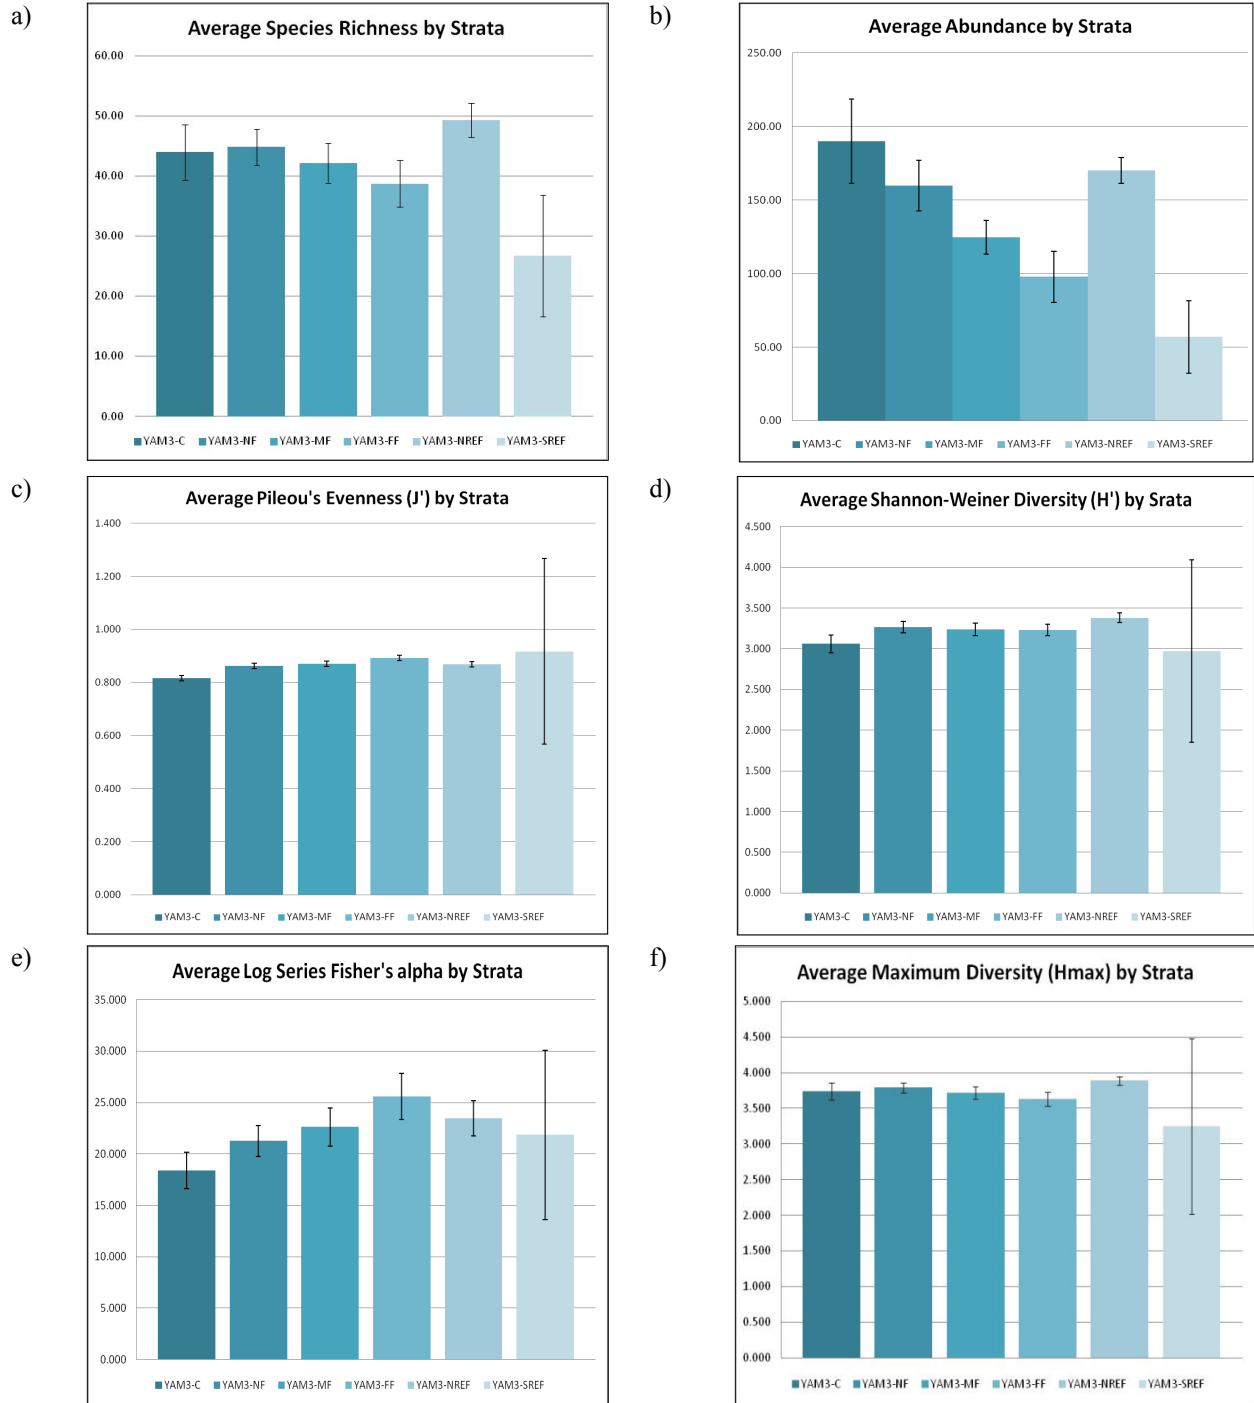 a)
Average Species Richness by Strata
60.00
50.00
40.00
30.00
20.00
10.00
0.00
YAM3-C YAM3-NF YAM3-MF YAM3-FF YAM3-NREF YAM3-SREF
b)
Average Abundance by Strata
250.00
200.00
150.00
100.00
50.00
0.00
YAM3-C YAM3-NF YAM3-MF YAM3-FF YAM3-NREF YAM3-SREF
c)
Average Pileou's Evenness (J') by Strata
1.400
1.200
1.000
0.800
0.600
0.400
0.200
0.000
YAM3-C YAM3-NF YAM3-MF YAM3-FF YAM3-NREF YAM3-SREF
d)
Average Shannon-Weiner Diversity (H') by Srata
4.500
4.000
3.500
3.000
2.500
2.000
1.500
1.000
0.500
0.000
YAM3-C YAM3-NF YAM3-MF YAM3-FF YAM3-NREF YAM3-SREF
e)
Average Log Series Fisher's alpha by Strata
35.000
30.000
25.000
20.000
15.000
10.000
5.000
0.000
YAM3-C YAM3-NF YAM3-MF YAM3-FF YAM3-NREF YAM3-SREF
f)
Average Maximum Diversity (Hmax) by Strata
5.000
4.500
4.000
3.500
3.000
2.500
2.000
1.500
1.000
0.500
0.000
YAM3-C YAM3-NF YAM3-MF YAM3-FF YAM3-NREF YAM3-SREF